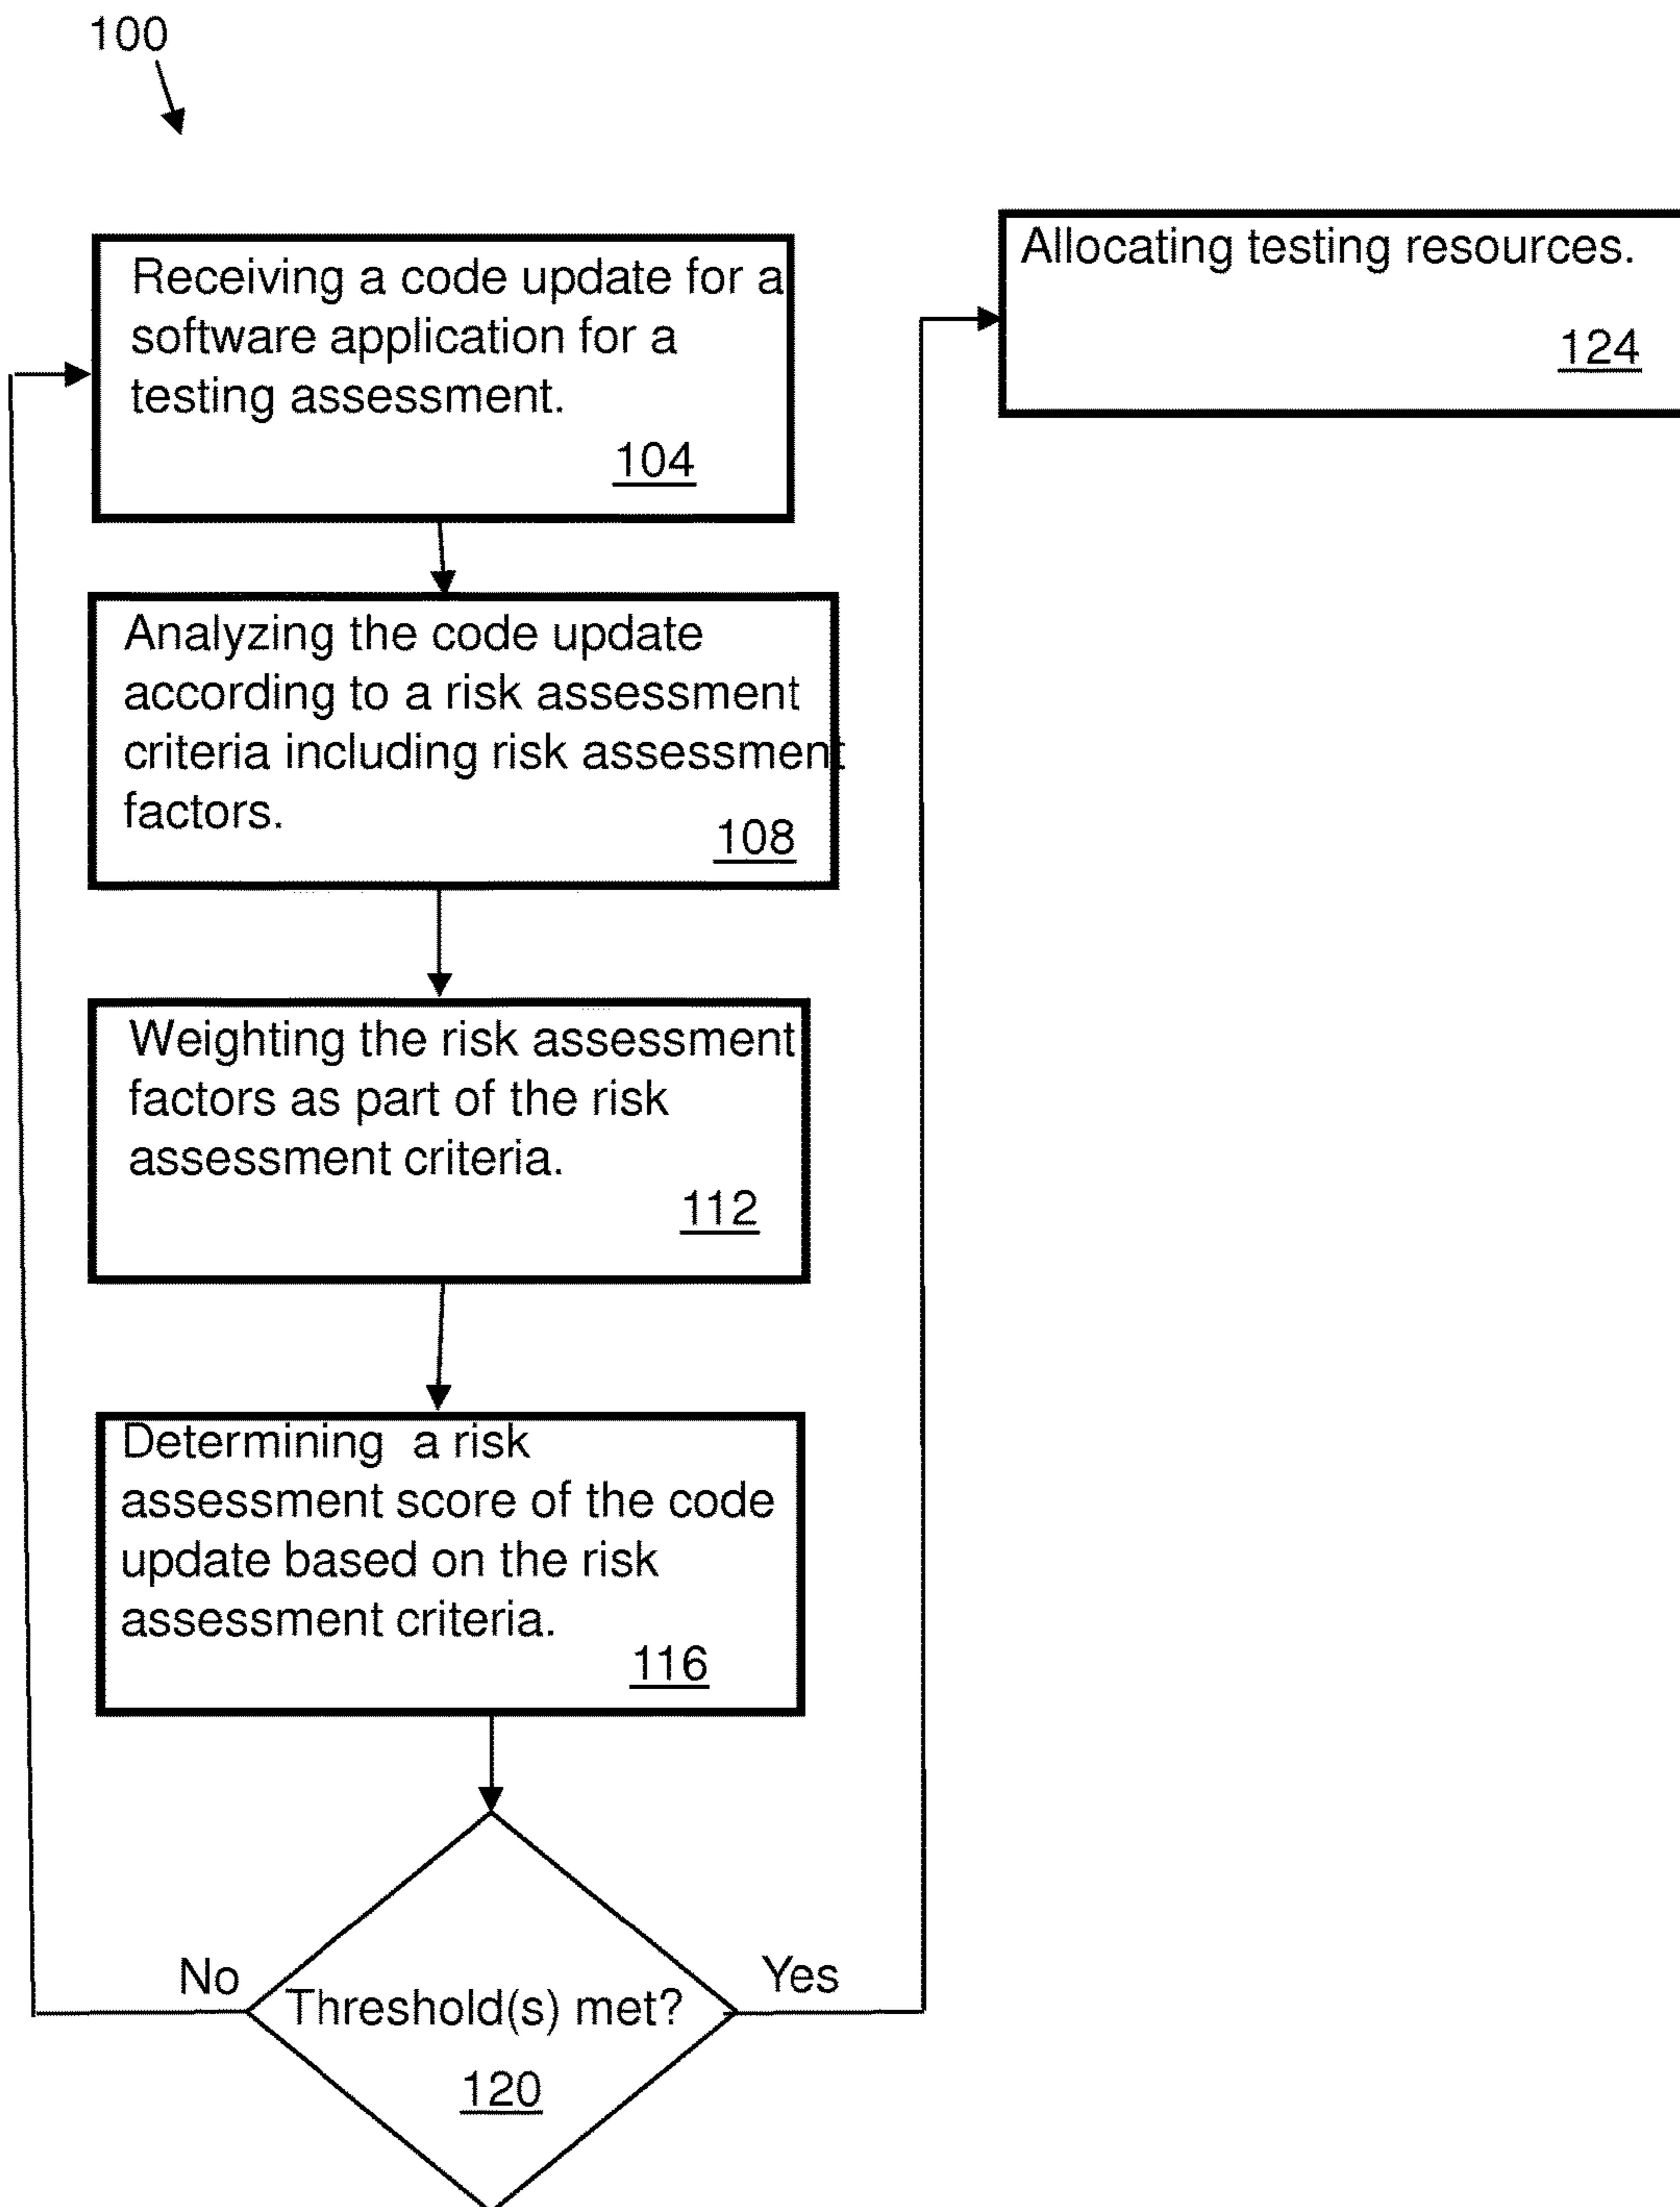 100
Receiving a code update for a
software application for a
testing assessment.
104
Analyzing the code update
according to a risk assessment
criteria including risk assessment
factors.
108
Weighting the risk assessment
factors as part of the risk
assessment criteria.
112
Determining a risk
assessment score of the code
update based on the risk
assessment criteria.
116
No
Threshold(s) met?
Yes
120
Allocating testing resources.
124